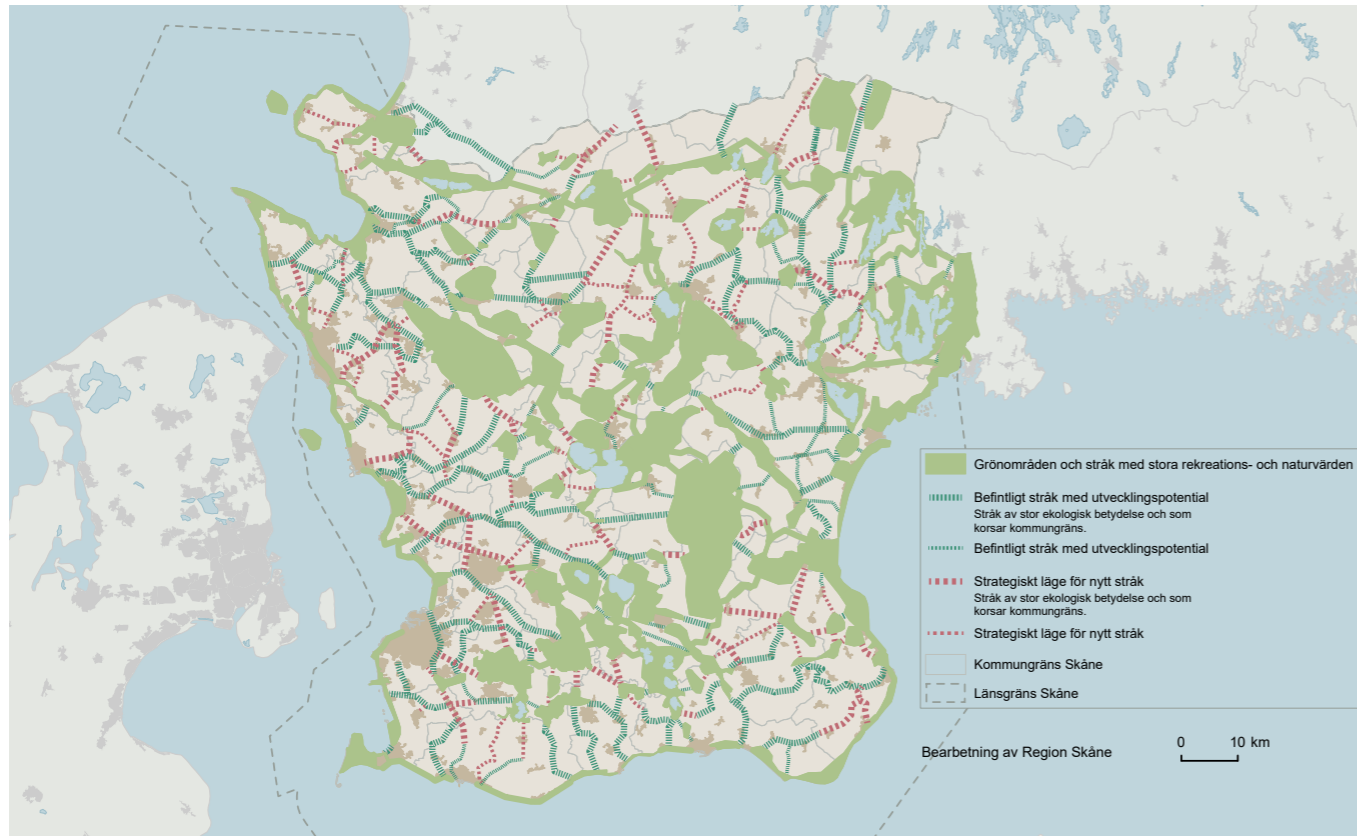 Grönområden och stråk med stora rekreations- och naturvärden
Befintligt stråk med utvecklingspotential
Stråk av stor ekologisk betydelse och som
korsar kommungräns.
Befintligt stråk med utvecklingspotential
Strategiskt läge för nytt stråk
Stråk av stor ekologisk betydelse och som
korsar kommungräns.
Strategiskt läge för nytt stråk
Kommungräns Skåne
Länsgräns Skåne
Bearbetning av Region Skåne
0 10 km